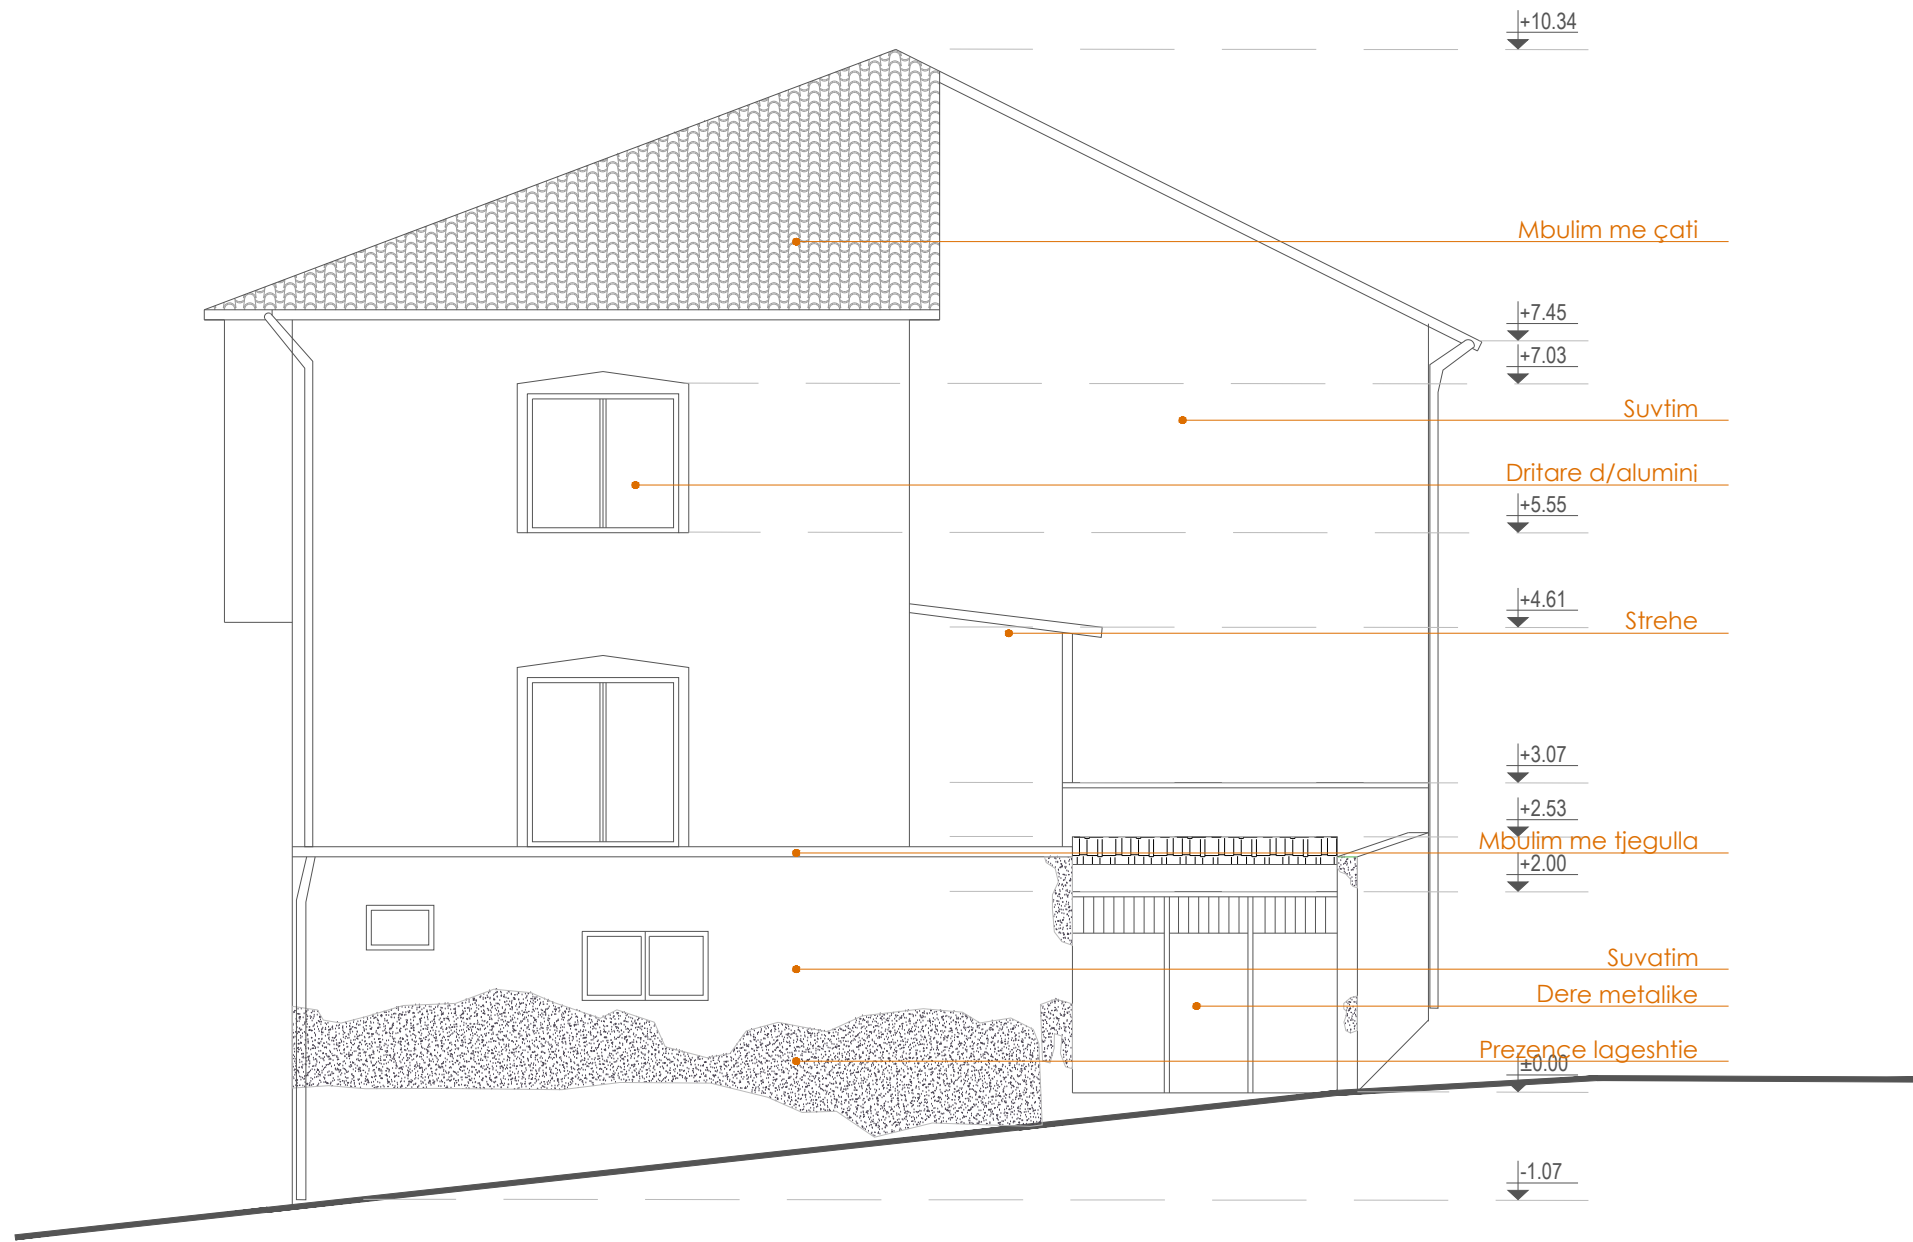 +10.34
Mbulim me çati
+7.45
+7.03
Suvtim
Dritare d/alumini
+5.55
+4.61
Strehe
+3.07
+2.53
Mbulim me tjegulla
+2.00
Suvatim
Dere metalike
Prezence lageshtie
±0.00
-1.07